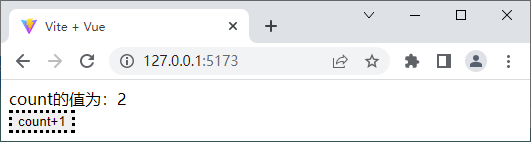 Vite + Vue
127.0.0.1:5173
count的值为：2
count+1